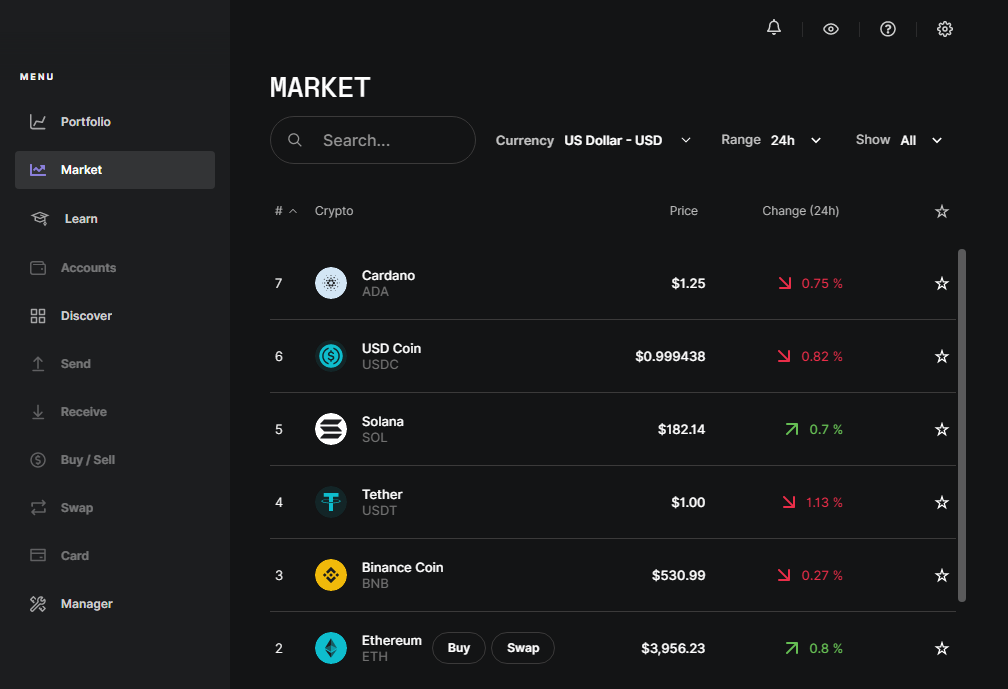 MENU
Portfolio
Market
Learn
Accounts
Discover
Send
Receive
Buy / Sell
Swap
Card
Manager
MARKET
Search... Currency US Dollar - USD Range 24h Show All
# Crypto Price Change (24h)
7 Cardano $1.25 0.75 %
ADA
6 USD Coin $0.999438 0.82 %
USDC
5 Solana $182.14 0.7 %
SOL
4 Tether $1.00 1.13 %
USDT
3 Binance Coin $530.99 0.27 %
BNB
2 Ethereum Buy Swap $3,956.23 0.8 %
ETH